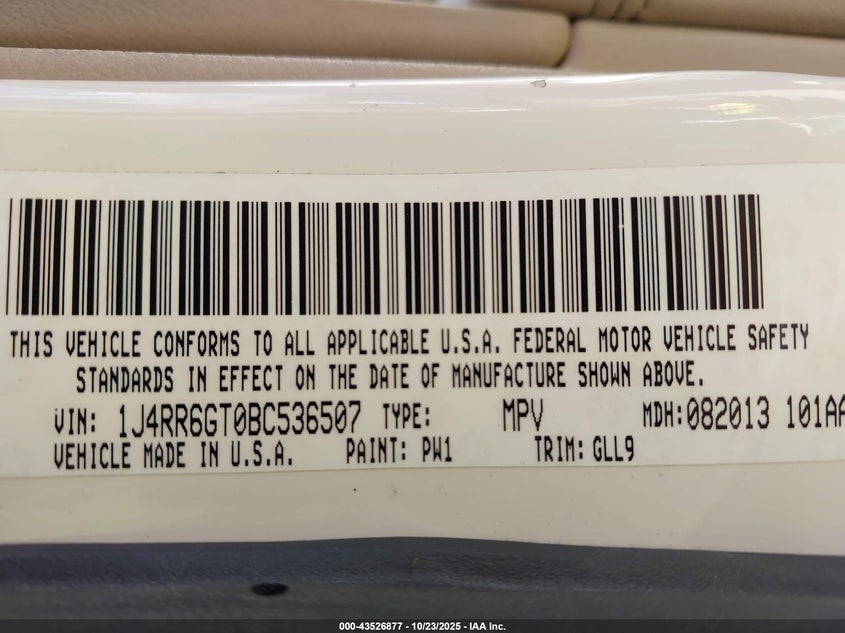 THIS VEHICLE CONFORMS TO ALL APPLICABLE U.S.A. FEDERAL MOTOR VEHICLE SAFETY
STANDARDS IN EFFECT ON THE DATE OF MANUFACTURE SHOWN ABOVE.
VIN: 1J4RR6GT0BC536507 TYPE: MPV MDH:082013 101AA
VEHICLE MADE IN U.S.A. PAINT: PW1 TRIM: GLL9
000-43526877 - 10/23/2025 - IAA Inc.